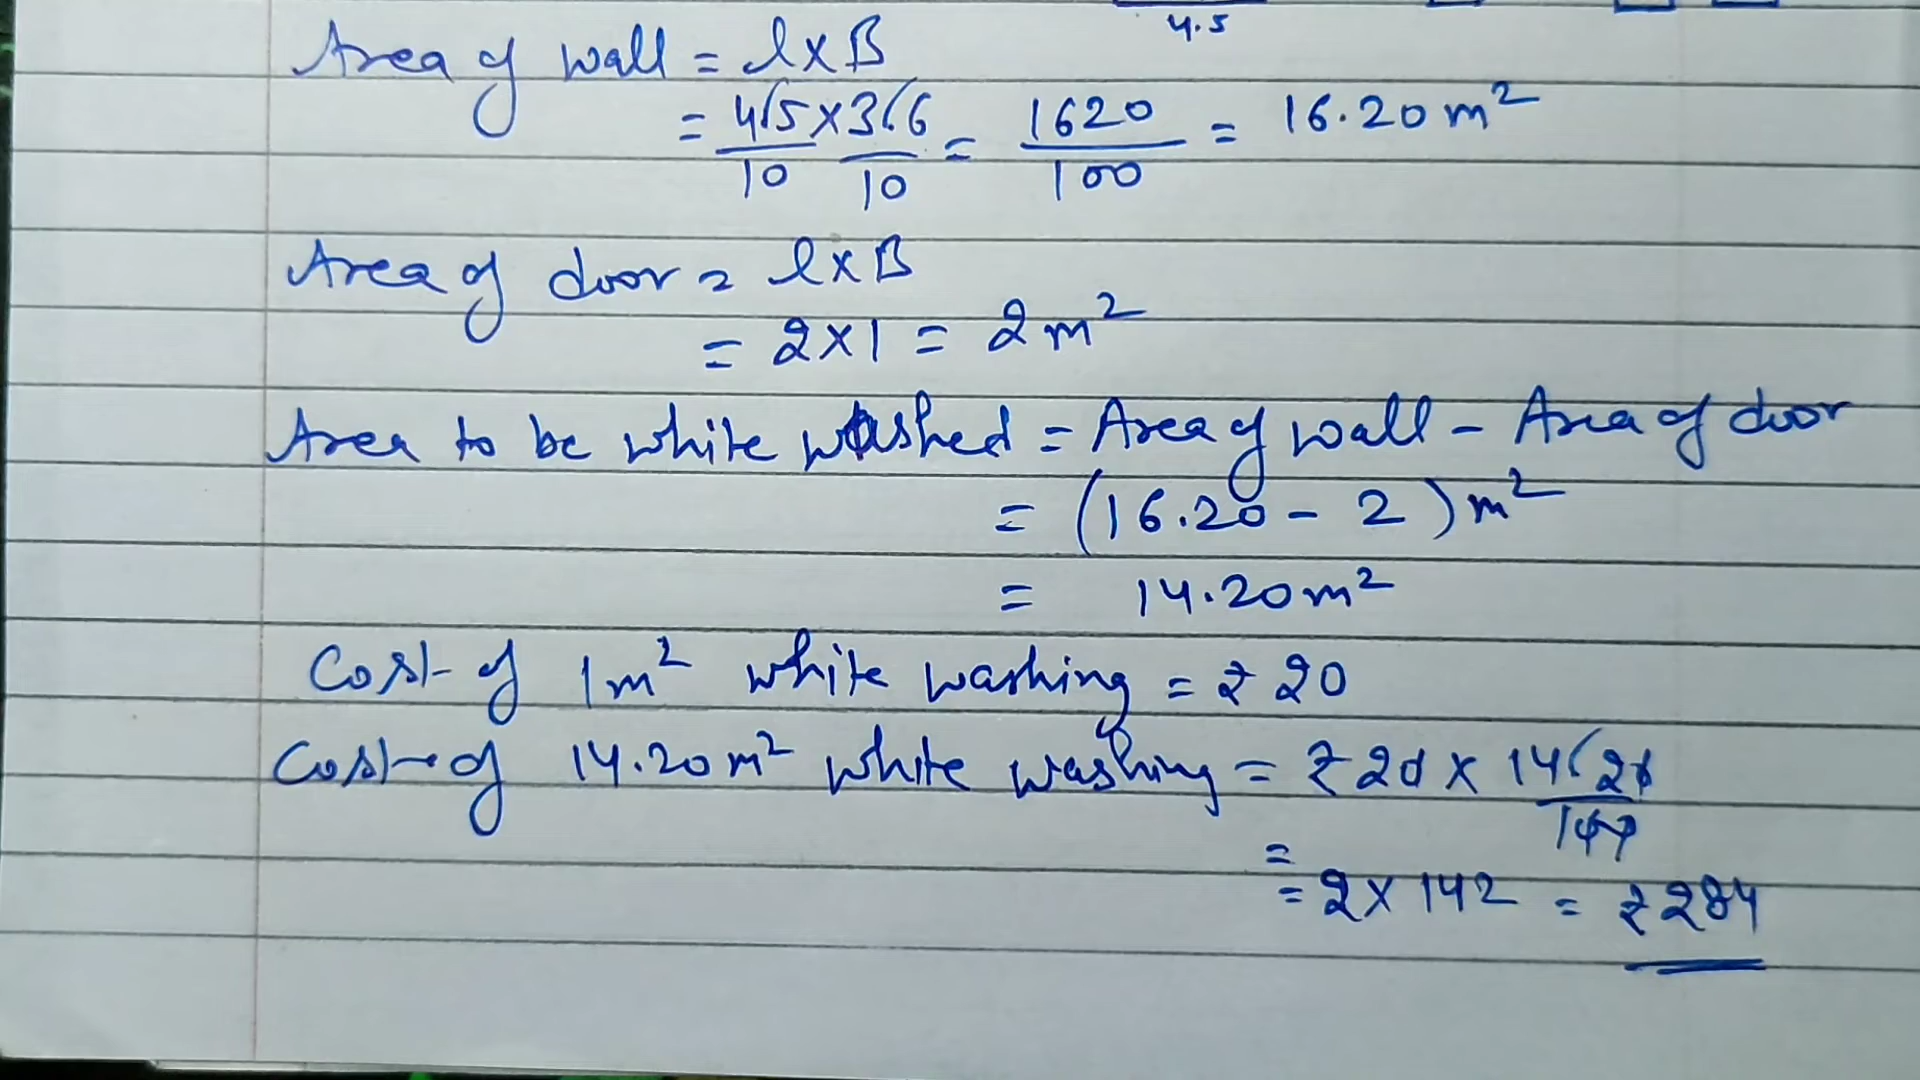 4.5
Area of wall = l×B
= 4.5×3.6 = 1620 = 16.20 m²
10 10 100
Area of door = l×B
= 2×1 = 2 m²
Area to be white washed = Area of wall - Area of door
= (16.20 - 2) m²
= 14.20 m²
Cost of 1 m² white washing = ₹ 20
Cost of 14.20 m² white washing = ₹ 20 × 14.20
100
=
= 2 × 142 = ₹ 284